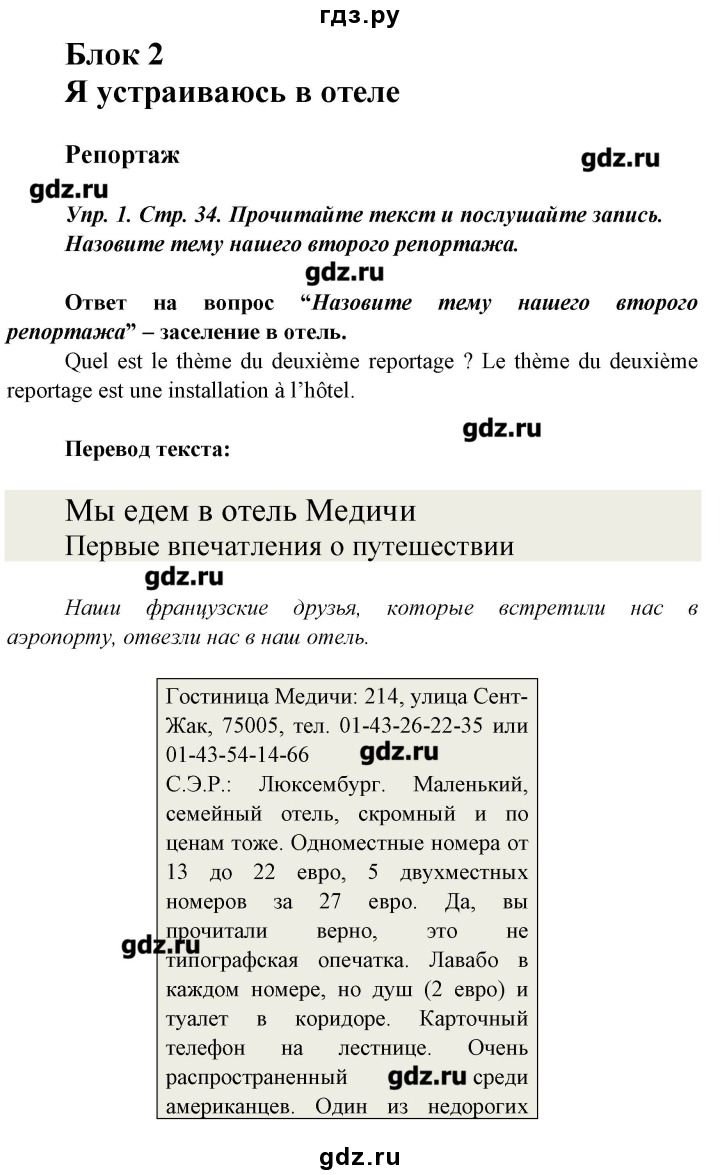 гдз.ру
Блок 2
Я устраиваюсь в отеле
Репортаж
gdz.ru
gdz.ru
Упр. 1. Стр. 34. Прочитайте текст и послушайте запись.
Назовите тему нашего второго репортажа.
gdz.ru
Ответ на вопрос “Назовите тему нашего второго
репортажа” – заселение в отель.
Quel est le thème du deuxième reportage ? Le thème du deuxième
reportage est une installation à l’hôtel.
gdz.ru
Перевод текста:
Мы едем в отель Медичи
Первые впечатления о путешествии
gdz.ru
Наши французские друзья, которые встретили нас в
аэропорту, отвезли нас в наш отель.
Гостиница Медичи: 214, улица Сент-
Жак, 75005, тел. 01-43-26-22-35 или
01-43-54-14-66 gdz.ru
С.Э.Р.: Люксембург. Маленький,
семейный отель, скромный и по
ценам тоже. Одноместные номера от
13 до 22 евро, 5 двухместных
номеров за 27 евро. Да, вы
прочитали верно, это не
gdz.ru
типографская опечатка. Лавабо в
каждом номере, но душ (2 евро) и
туалет в коридоре. Карточный
телефон на лестнице. Очень
распространенный gdz.ru среди
американцев. Один из недорогих
gdz.ru